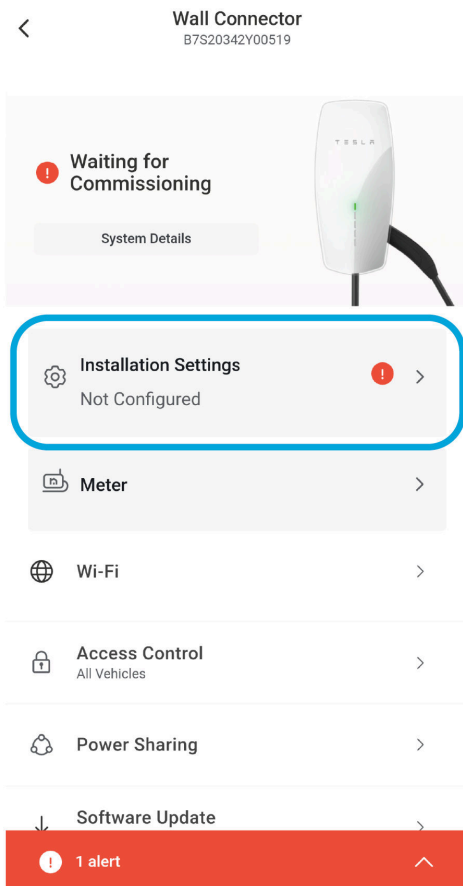 Wall Connector
B7S20342Y00519
TESLA
Waiting for
Commissioning
System Details
Installation Settings
Not Configured
Meter
Wi-Fi
Access Control
All Vehicles
Power Sharing
Software Update
1 alert